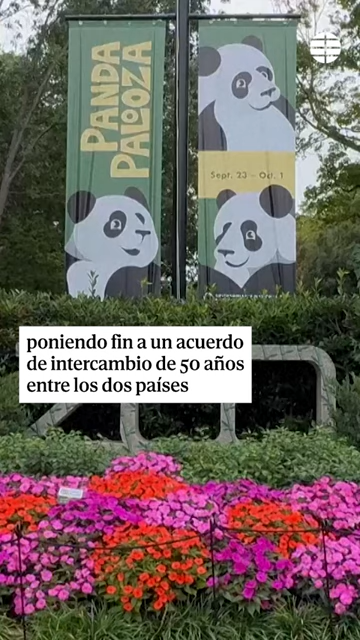 PANDA
PALOOZA
Sept. 23 – Oct. 1
poniendo fin a un acuerdo
de intercambio de 50 años
entre los dos países